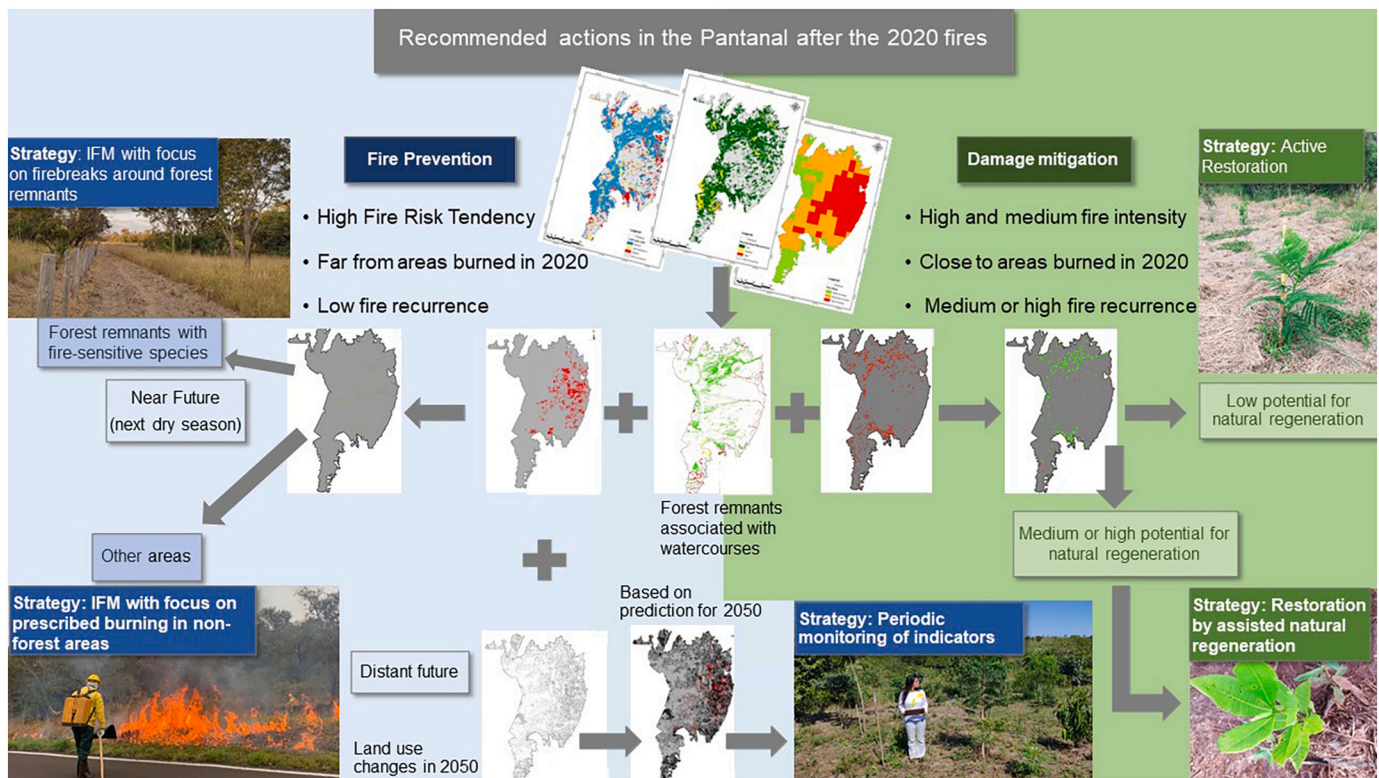 Recommended actions in the Pantanal after the 2020 fires
Strategy: IFM with focus
on firebreaks around forest
remnants
Fire Prevention
• High Fire Risk Tendency
• Far from areas burned in 2020
• Low fire recurrence
Damage mitigation
• High and medium fire intensity
• Close to areas burned in 2020
• Medium or high fire recurrence
Strategy: Active
Restoration
Forest remnants with
fire-sensitive species
Near Future
(next dry season)
Low potential for
natural regeneration
Forest remnants
associated with
watercourses
Other areas
Medium or high potential for
natural regeneration
Strategy: IFM with focus on
prescribed burning in non-
forest areas
Based on
prediction for 2050
Strategy: Periodic
monitoring of indicators
Strategy: Restoration
by assisted natural
regeneration
Distant future
Land use
changes in 2050